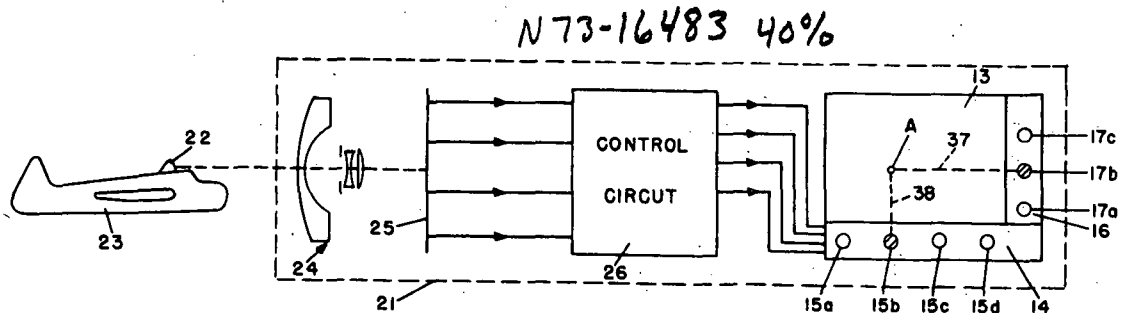 N73-16483 40%
13
22
A
37
17c
CONTROL
17b
CIRCUT
38
17a
16
23
25
24
26
21
15a
15b
15c
15d
14